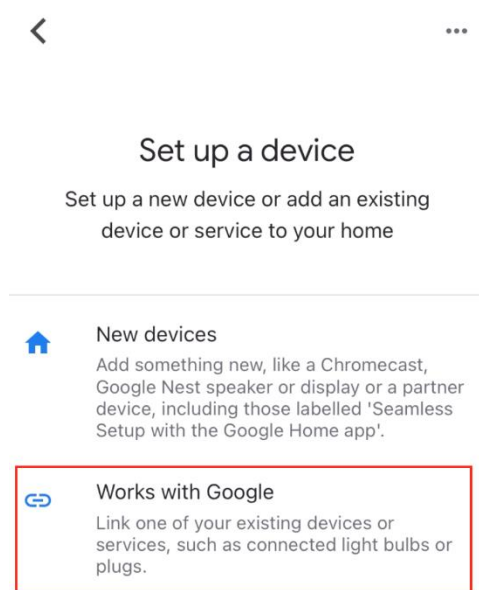 Set up a device
Set up a new device or add an existing
device or service to your home
New devices
Add something new, like a Chromecast,
Google Nest speaker or display or a partner
device, including those labelled 'Seamless
Setup with the Google Home app'.
Works with Google
Link one of your existing devices or
services, such as connected light bulbs or
plugs.